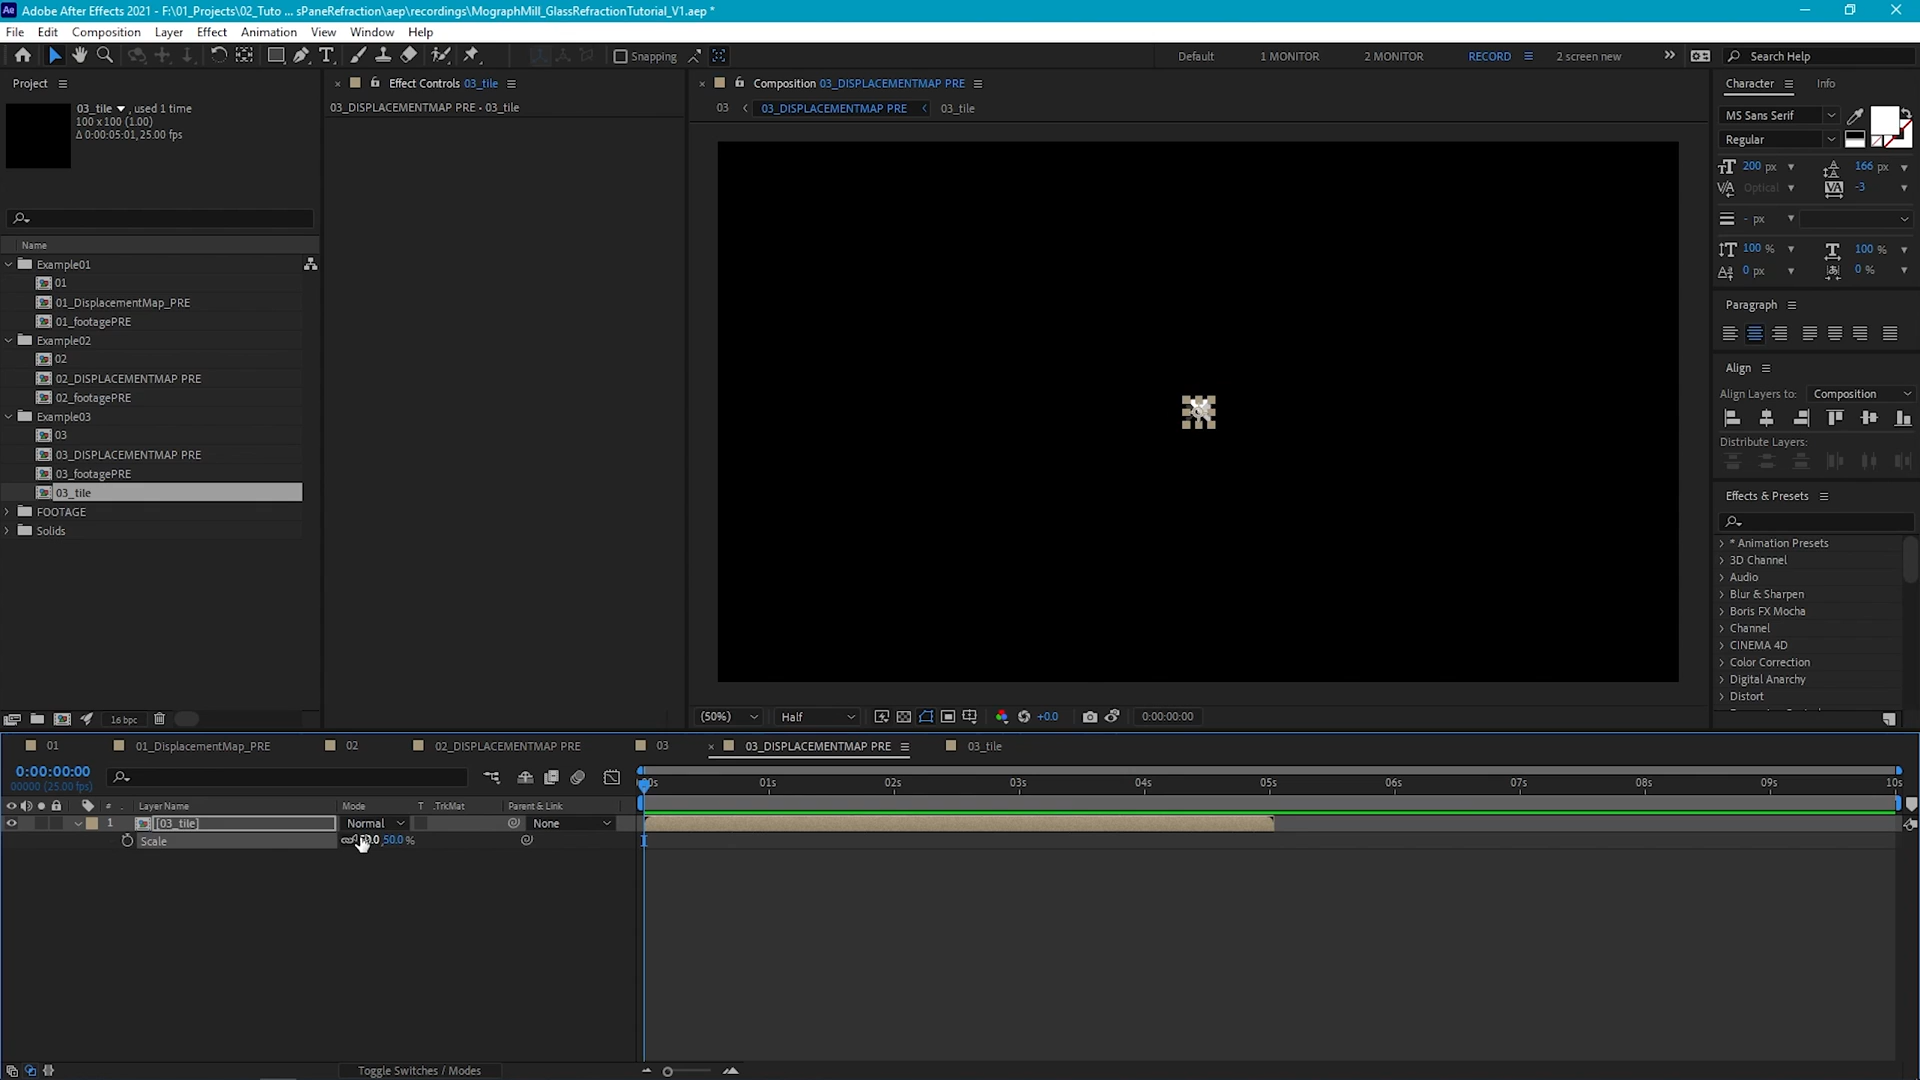 Adobe After Effects 2021 - F:\01_Projects\02_Tuto ... sPaneRefraction\aep\recordings\MographMill_GlassRefractionTutorial_V1.aep *
File Edit Composition Layer Effect Animation View Window Help
Snapping
Default 1 MONITOR 2 MONITOR RECORD 2 screen new
Search Help
Project
03_tile , used 1 time
100 x 100 (1.00)
Δ 0:00:05:01, 25.00 fps
Name
Example01
01
01_DisplacementMap_PRE
01_footagePRE
Example02
02
02_DISPLACEMENTMAP PRE
02_footagePRE
Example03
03
03_DISPLACEMENTMAP PRE
03_footagePRE
03_tile
FOOTAGE
Solids
16 bpc
Effect Controls 03_tile
03_DISPLACEMENTMAP PRE - 03_tile
Composition 03_DISPLACEMENTMAP PRE
03 03_DISPLACEMENTMAP PRE 03_tile
(50%) Half +0.0 0:00:00:00
Character Info
MS Sans Serif
Regular
200 px 166 px
Optical -3
- px
100 % 100 %
0 px 0 %
Paragraph
Align
Align Layers to: Composition
Distribute Layers:
Effects & Presets
* Animation Presets
3D Channel
Audio
Blur & Sharpen
Boris FX Mocha
Channel
CINEMA 4D
Color Correction
Digital Anarchy
Distort
01 01_DisplacementMap_PRE 02 02_DISPLACEMENTMAP PRE 03 03_DISPLACEMENTMAP PRE 03_tile
0:00:00:00
00000 (25.00 fps)
01s 02s 03s 04s 05s 06s 07s 08s 09s 10s
# Layer Name Mode T .TrkMat Parent & Link
1 [03_tile] Normal None
Scale 50.0 %
Toggle Switches / Modes